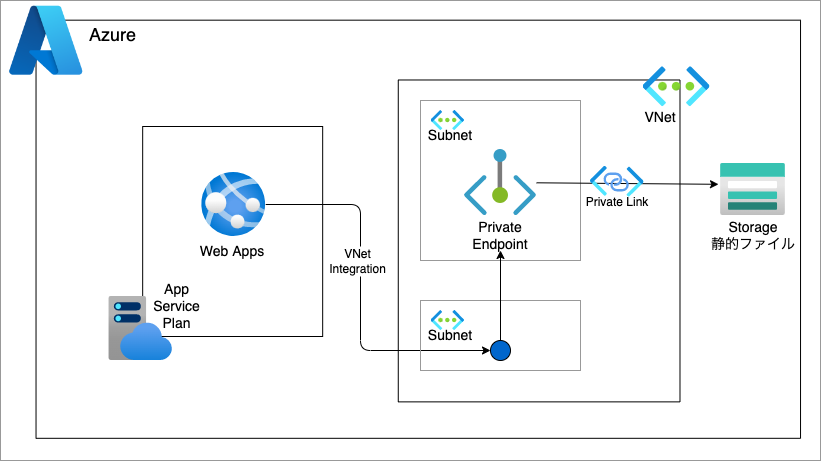 Azure
VNet
Subnet
Private
Endpoint
Private Link
Storage
静的ファイル
Web Apps
VNet
Integration
App
Service
Plan
Subnet